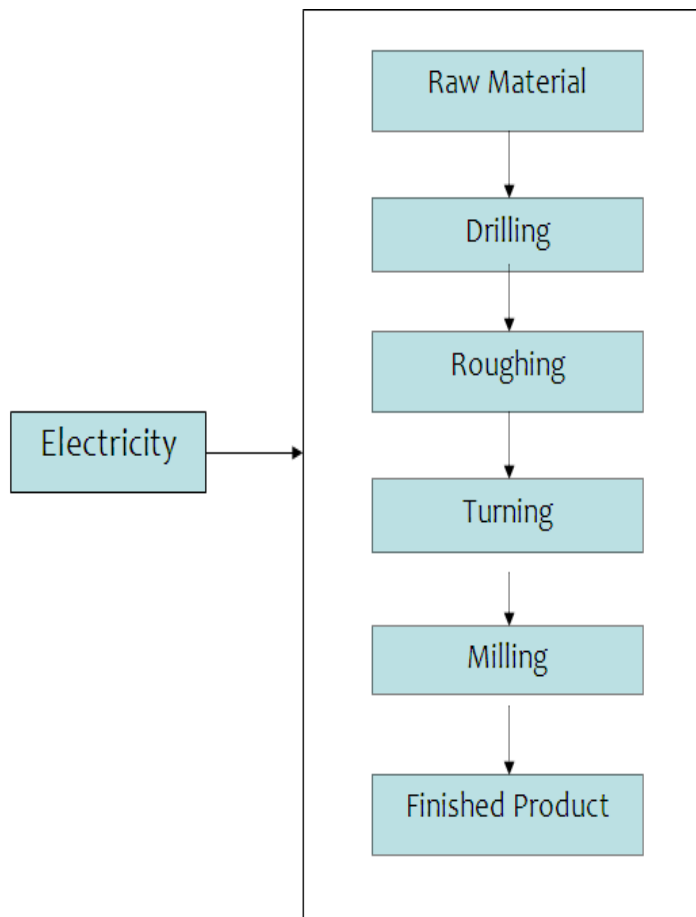 Raw Material
Drilling
Roughing
Electricity
Turning
Milling
Finished Product